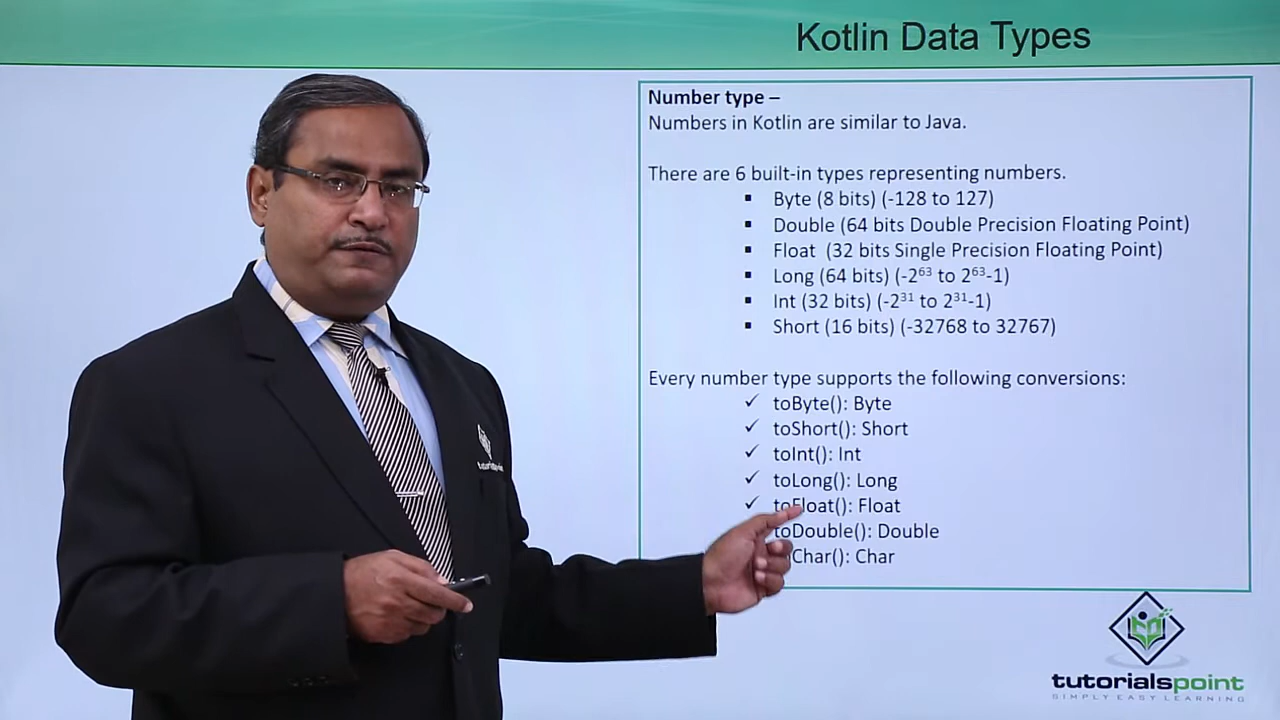 Kotlin Data Types
Number type –
Numbers in Kotlin are similar to Java.
There are 6 built-in types representing numbers.
▪ Byte (8 bits) (-128 to 127)
▪ Double (64 bits Double Precision Floating Point)
▪ Float (32 bits Single Precision Floating Point)
▪ Long (64 bits) (-2⁶³ to 2⁶³-1)
▪ Int (32 bits) (-2³¹ to 2³¹-1)
▪ Short (16 bits) (-32768 to 32767)
Every number type supports the following conversions:
✓ toByte(): Byte
✓ toShort(): Short
✓ toInt(): Int
✓ toLong(): Long
✓ toFloat(): Float
toDouble(): Double
Char(): Char
tutorialspoint
SIMPLY EASY LEARNING